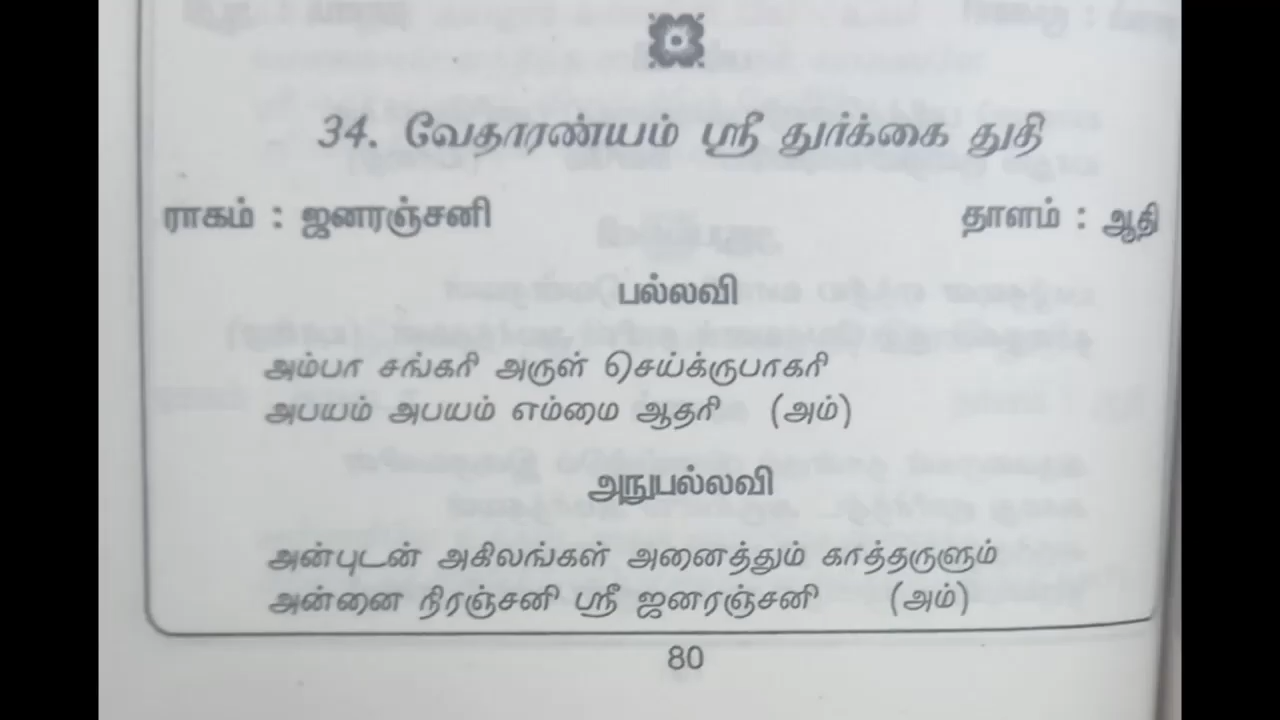 34. வேதாரண்யம் ஸ்ரீ துர்க்கை துதி
ராகம் : ஜனரஞ்சனி தாளம் : ஆதி
பல்லவி
அம்பா சங்கரி அருள் செய்க்ருபாகரி
அபயம் அபயம் எம்மை ஆதரி (அம்)
அநுபல்லவி
அன்புடன் அகிலங்கள் அனைத்தும் காத்தருளும்
அன்னை நிரஞ்சனி ஸ்ரீ ஜனரஞ்சனி (அம்)
80